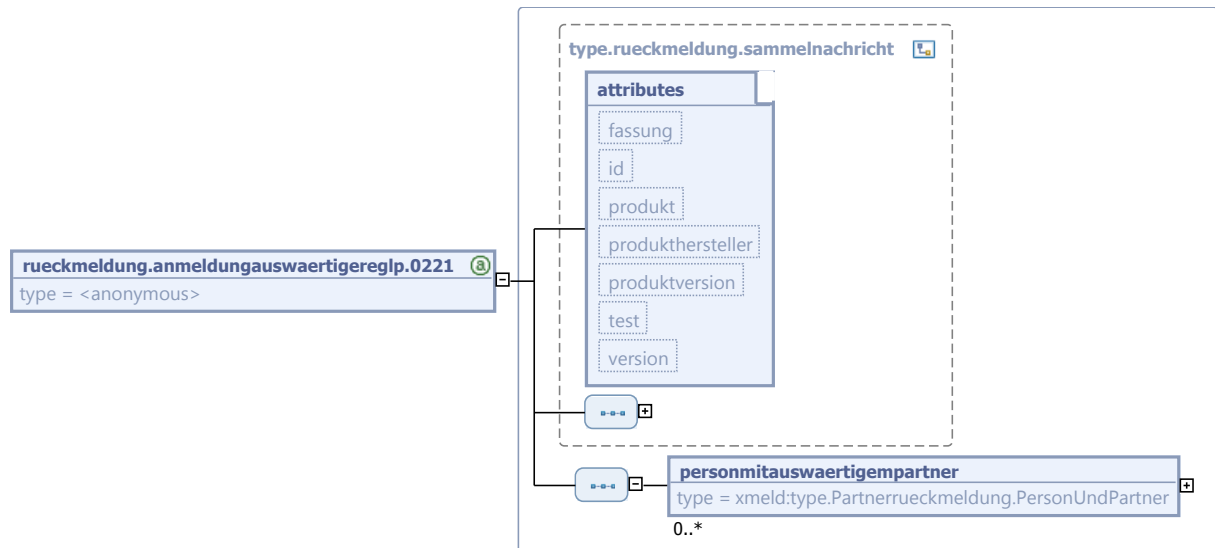 type.rueckmeldung.sammelnachricht
attributes
fassung
id
produkt
produkthersteller
produktversion
test
version
rueckmeldung.anmeldungauswaertigereglp.0221 a
type = <anonymous>
personmitauswaertigempartner
type = xmeld:type.Partnerrueckmeldung.PersonUndPartner
0..*